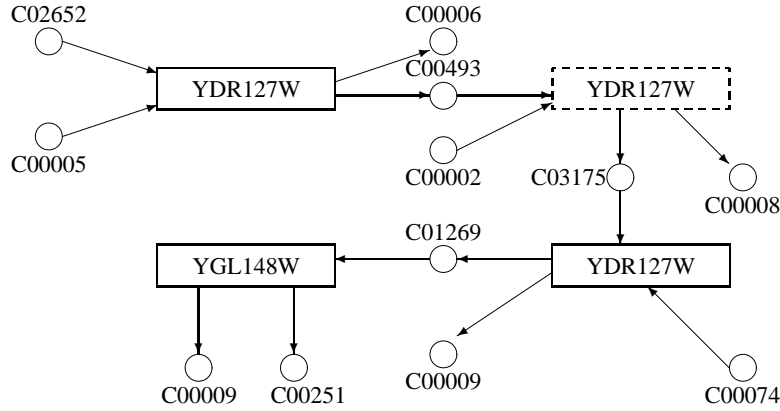 C02652
C00006
C00493
YDR127W
YDR127W
C00005
C00002
C03175
C00008
C01269
YGL148W
YDR127W
C00009
C00251
C00009
C00074